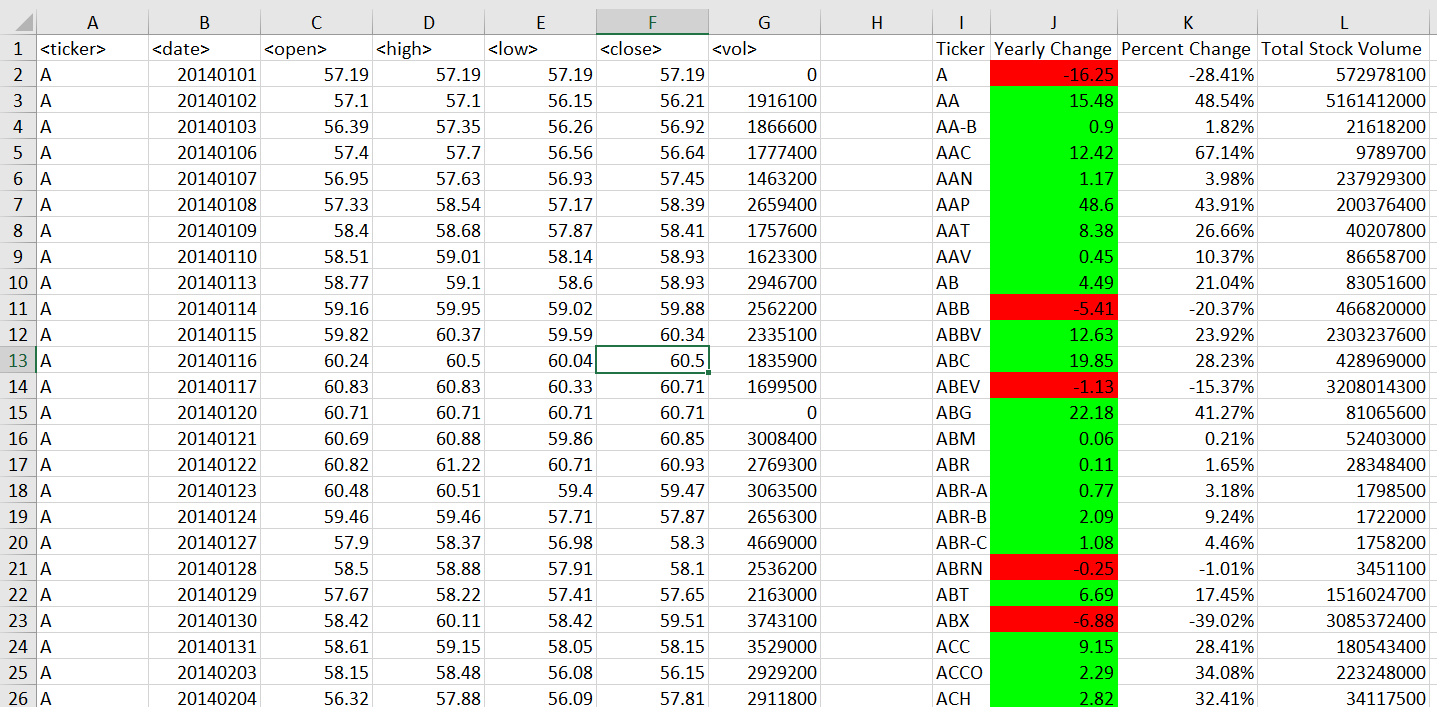 A B C D E F G H I J K L
1 <ticker> <date> <open> <high> <low> <close> <vol> Ticker Yearly Change Percent Change Total Stock Volume
2 A 20140101 57.19 57.19 57.19 57.19 0 A -16.25 -28.41% 572978100
3 A 20140102 57.1 57.1 56.15 56.21 1916100 AA 15.48 48.54% 5161412000
4 A 20140103 56.39 57.35 56.26 56.92 1866600 AA-B 0.9 1.82% 21618200
5 A 20140106 57.4 57.7 56.56 56.64 1777400 AAC 12.42 67.14% 9789700
6 A 20140107 56.95 57.63 56.93 57.45 1463200 AAN 1.17 3.98% 237929300
7 A 20140108 57.33 58.54 57.17 58.39 2659400 AAP 48.6 43.91% 200376400
8 A 20140109 58.4 58.68 57.87 58.41 1757600 AAT 8.38 26.66% 40207800
9 A 20140110 58.51 59.01 58.14 58.93 1623300 AAV 0.45 10.37% 86658700
10 A 20140113 58.77 59.1 58.6 58.93 2946700 AB 4.49 21.04% 83051600
11 A 20140114 59.16 59.95 59.02 59.88 2562200 ABB -5.41 -20.37% 466820000
12 A 20140115 59.82 60.37 59.59 60.34 2335100 ABBV 12.63 23.92% 2303237600
13 A 20140116 60.24 60.5 60.04 60.5 1835900 ABC 19.85 28.23% 428969000
14 A 20140117 60.83 60.83 60.33 60.71 1699500 ABEV -1.13 -15.37% 3208014300
15 A 20140120 60.71 60.71 60.71 60.71 0 ABG 22.18 41.27% 81065600
16 A 20140121 60.69 60.88 59.86 60.85 3008400 ABM 0.06 0.21% 52403000
17 A 20140122 60.82 61.22 60.71 60.93 2769300 ABR 0.11 1.65% 28348400
18 A 20140123 60.48 60.51 59.4 59.47 3063500 ABR-A 0.77 3.18% 1798500
19 A 20140124 59.46 59.46 57.71 57.87 2656300 ABR-B 2.09 9.24% 1722000
20 A 20140127 57.9 58.37 56.98 58.3 4669000 ABR-C 1.08 4.46% 1758200
21 A 20140128 58.5 58.88 57.91 58.1 2536200 ABRN -0.25 -1.01% 3451100
22 A 20140129 57.67 58.22 57.41 57.65 2163000 ABT 6.69 17.45% 1516024700
23 A 20140130 58.42 60.11 58.42 59.51 3743100 ABX -6.88 -39.02% 3085372400
24 A 20140131 58.61 59.15 58.05 58.15 3529000 ACC 9.15 28.41% 180543400
25 A 20140203 58.15 58.48 56.08 56.15 2929200 ACCO 2.29 34.08% 223248000
26 A 20140204 56.32 57.88 56.09 57.81 2911800 ACH 2.82 32.41% 34117500